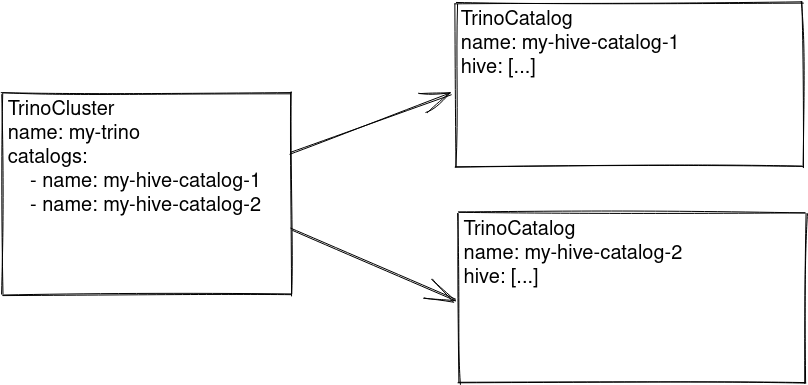 TrinoCluster
name: my-trino
catalogs:
- name: my-hive-catalog-1
- name: my-hive-catalog-2
TrinoCatalog
name: my-hive-catalog-1
hive: [...]
TrinoCatalog
name: my-hive-catalog-2
hive: [...]